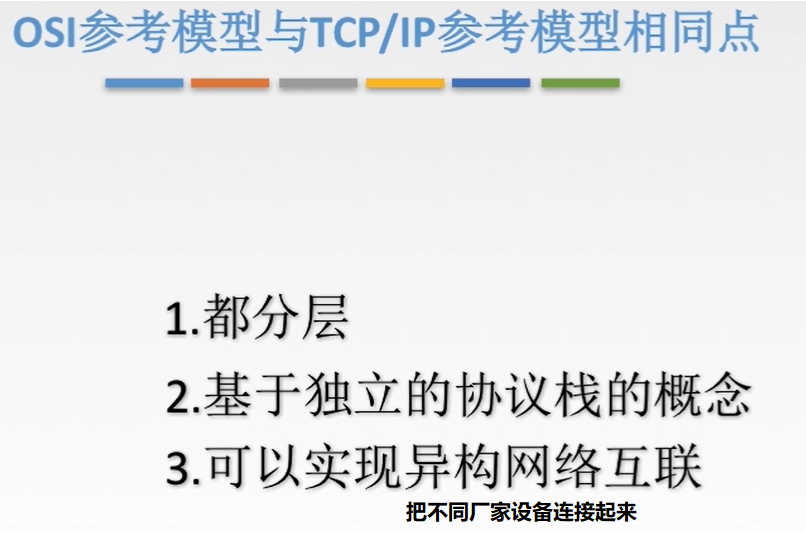 OSI参考模型与TCP/IP参考模型相同点
1.都分层
2.基于独立的协议栈的概念
3.可以实现异构网络互联
把不同厂家设备连接起来